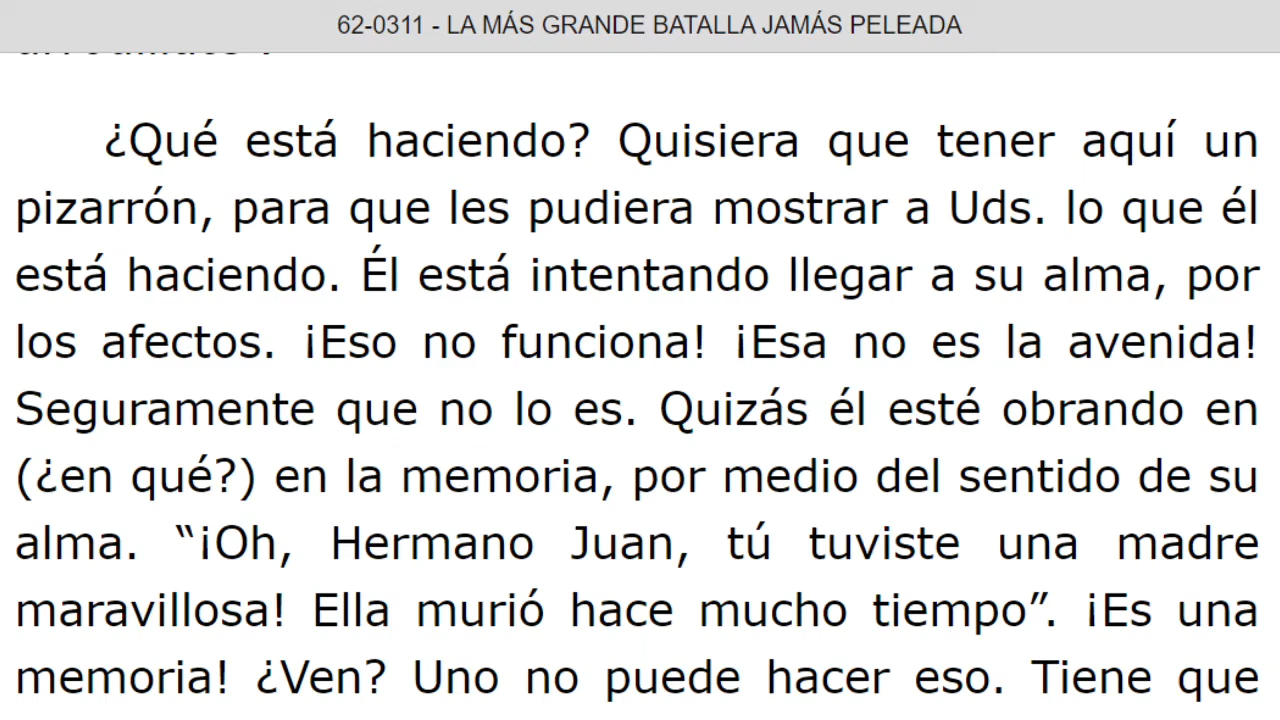 62-0311 - LA MÁS GRANDE BATALLA JAMÁS PELEADA
¿Qué está haciendo? Quisiera que tener aquí un
pizarrón, para que les pudiera mostrar a Uds. lo que él
está haciendo. Él está intentando llegar a su alma, por
los afectos. ¡Eso no funciona! ¡Esa no es la avenida!
Seguramente que no lo es. Quizás él esté obrando en
(¿en qué?) en la memoria, por medio del sentido de su
alma. “¡Oh, Hermano Juan, tú tuviste una madre
maravillosa! Ella murió hace mucho tiempo”. ¡Es una
memoria! ¿Ven? Uno no puede hacer eso. Tiene que